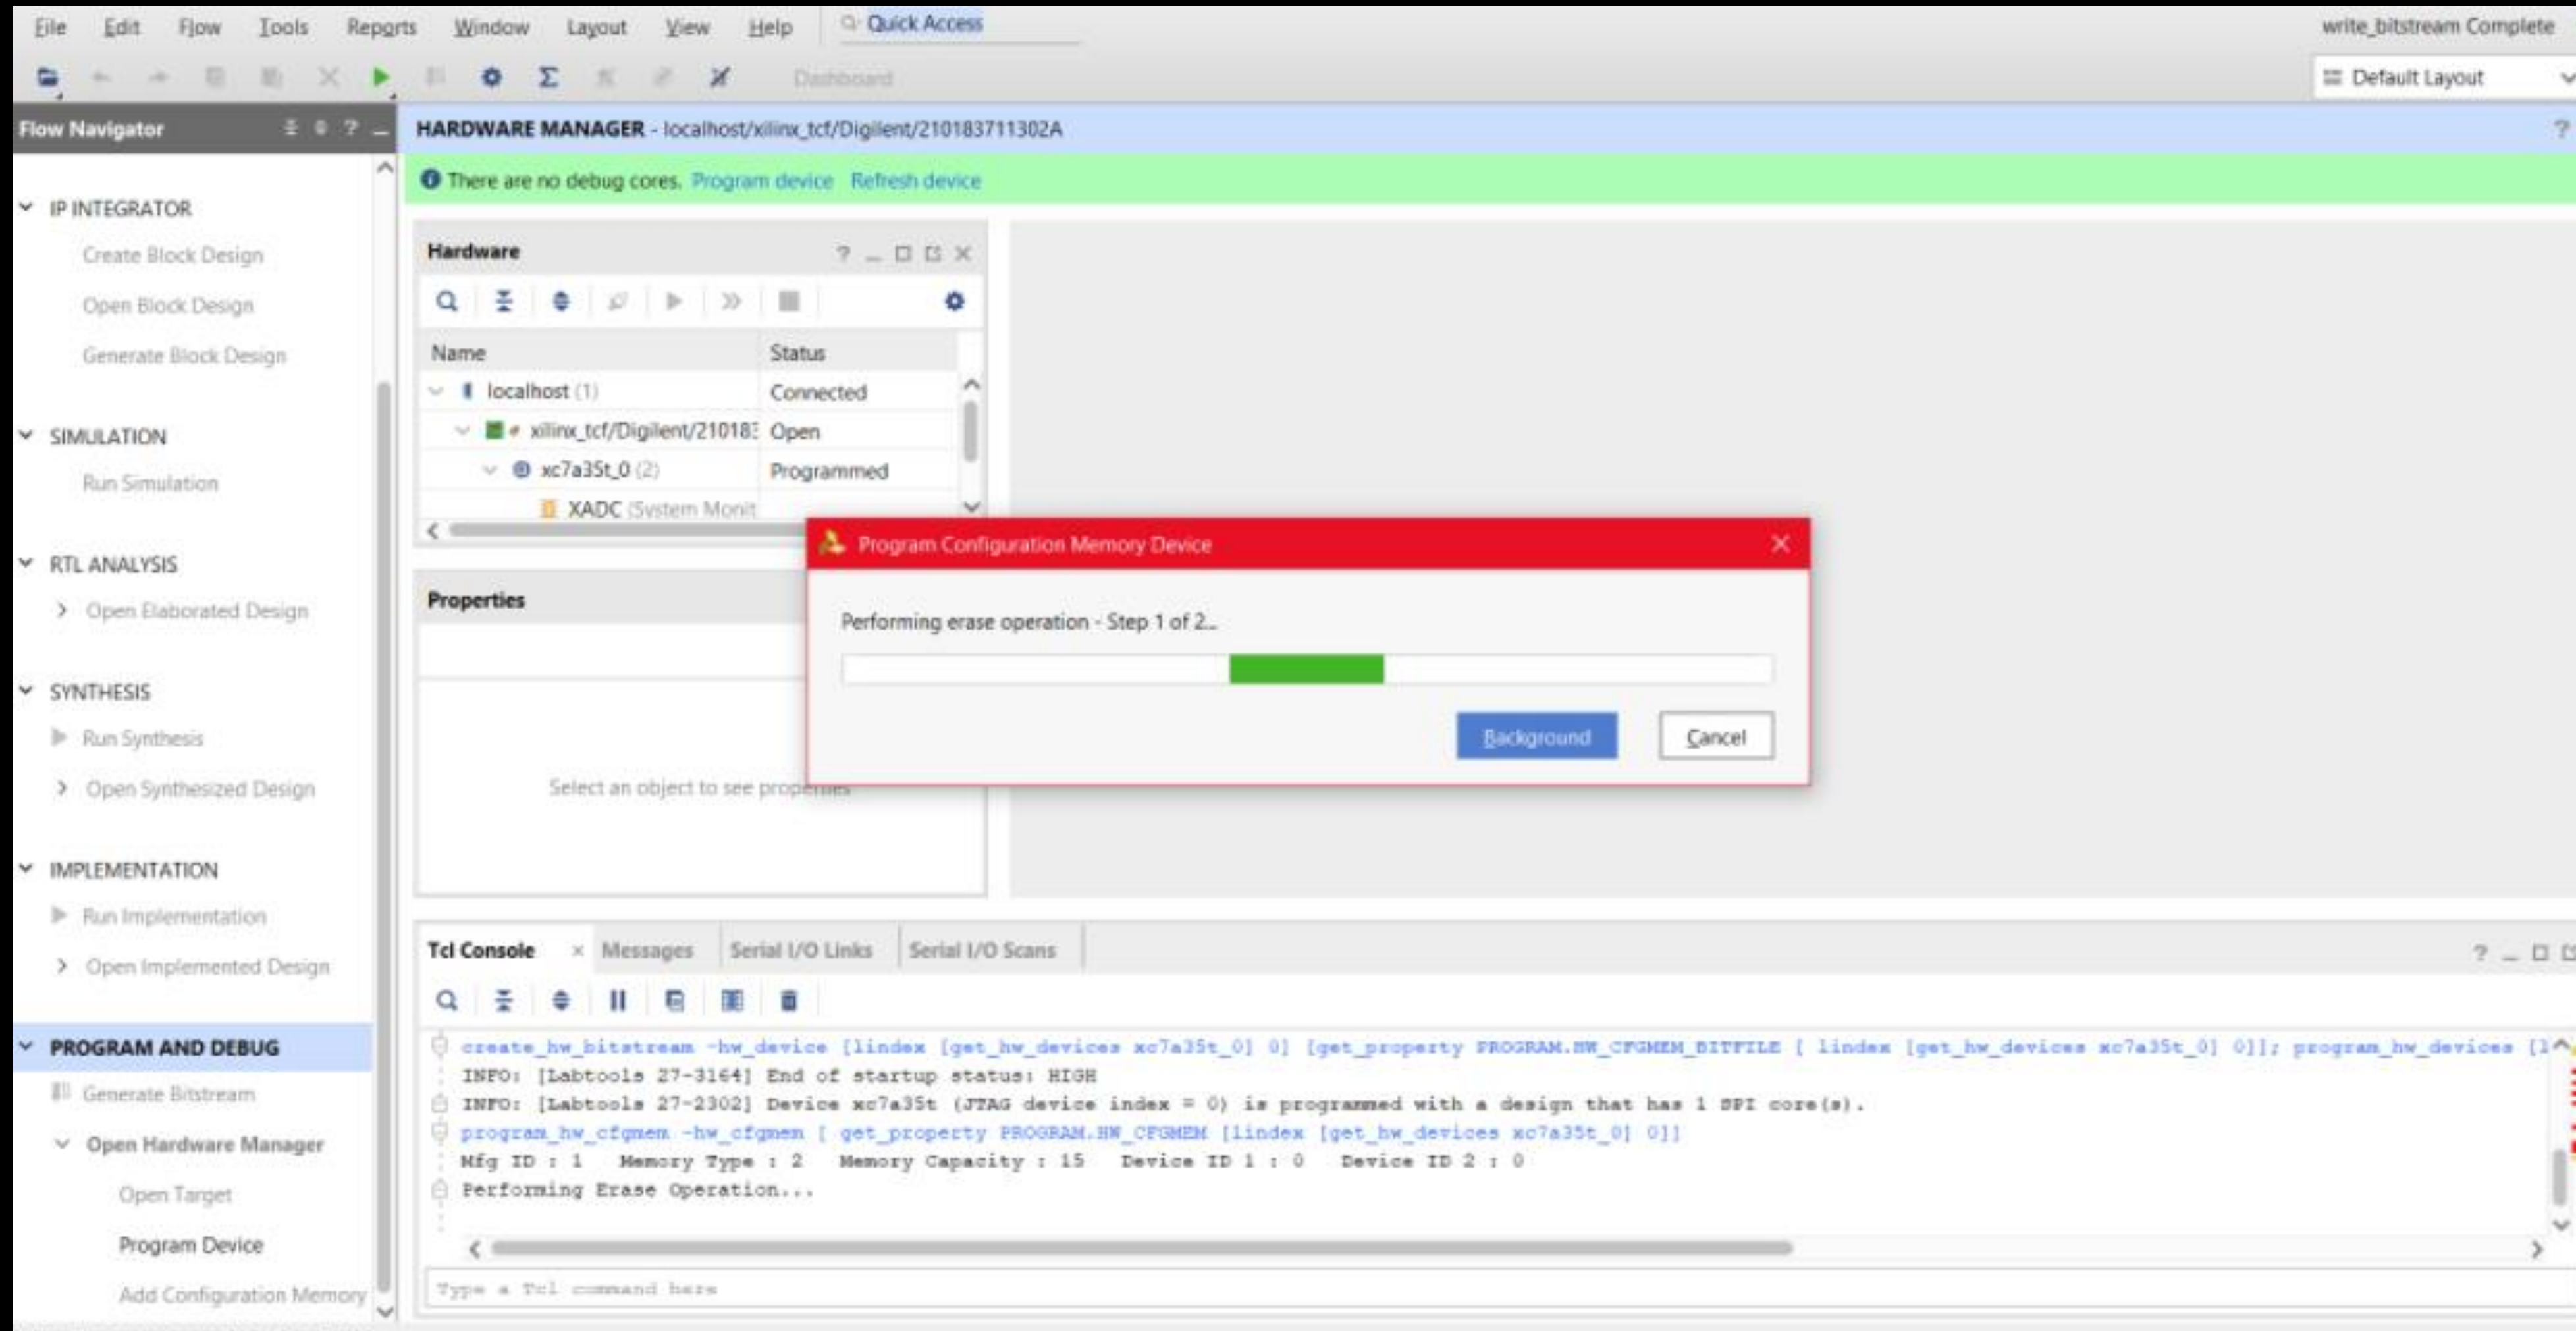 File Edit Flow Tools Reports Window Layout View Help Quick Access write_bitstream Complete
Dashboard Default Layout
Flow Navigator ? HARDWARE MANAGER - localhost/xilinx_tcf/Digilent/210183711302A ?
There are no debug cores. Program device Refresh device
IP INTEGRATOR
Create Block Design
Open Block Design
Generate Block Design
SIMULATION
Run Simulation
RTL ANALYSIS
Open Elaborated Design
SYNTHESIS
Run Synthesis
Open Synthesized Design
IMPLEMENTATION
Run Implementation
Open Implemented Design
PROGRAM AND DEBUG
Generate Bitstream
Open Hardware Manager
Open Target
Program Device
Add Configuration Memory
Hardware ?
Name Status
localhost (1) Connected
xilinx_tcf/Digilent/21018 Open
xc7a35t_0 (2) Programmed
XADC (System Monit
Properties
Select an object to see properties
Program Configuration Memory Device
Performing erase operation - Step 1 of 2...
Background Cancel
Tcl Console Messages Serial I/O Links Serial I/O Scans ?
create_hw_bitstream -hw_device [lindex [get_hw_devices xc7a35t_0] 0] [get_property PROGRAM.HW_CFGMEM_BITFILE [ lindex [get_hw_devices xc7a35t_0] 0]]; program_hw_devices [l
INFO: [Labtools 27-3164] End of startup status: HIGH
INFO: [Labtools 27-2302] Device xc7a35t (JTAG device index = 0) is programmed with a design that has 1 SPI core(s).
program_hw_cfgmem -hw_cfgmem [ get_property PROGRAM.HW_CFGMEM [lindex [get_hw_devices xc7a35t_0] 0]]
Mfg ID : 1 Memory Type : 2 Memory Capacity : 15 Device ID 1 : 0 Device ID 2 : 0
Performing Erase Operation...
Type a Tcl command here